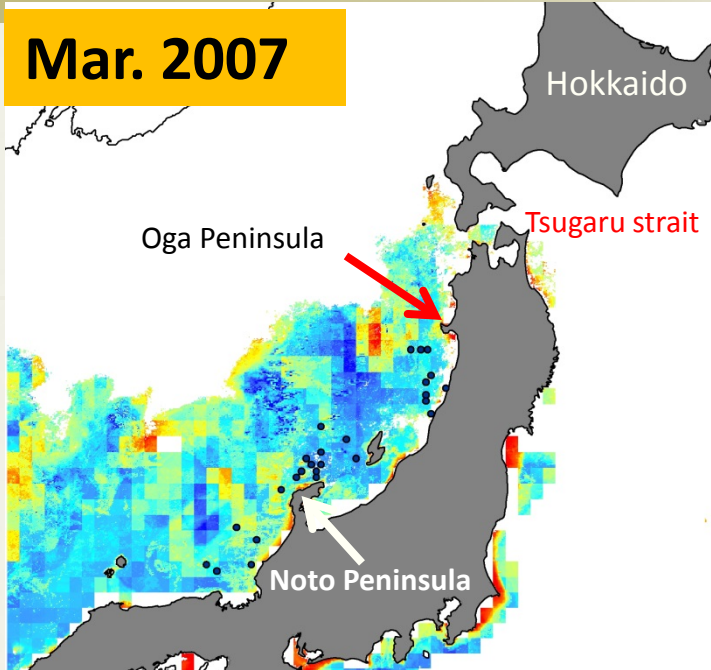 Mar. 2007
Hokkaido
Tsugaru strait
Oga Peninsula
Noto Peninsula